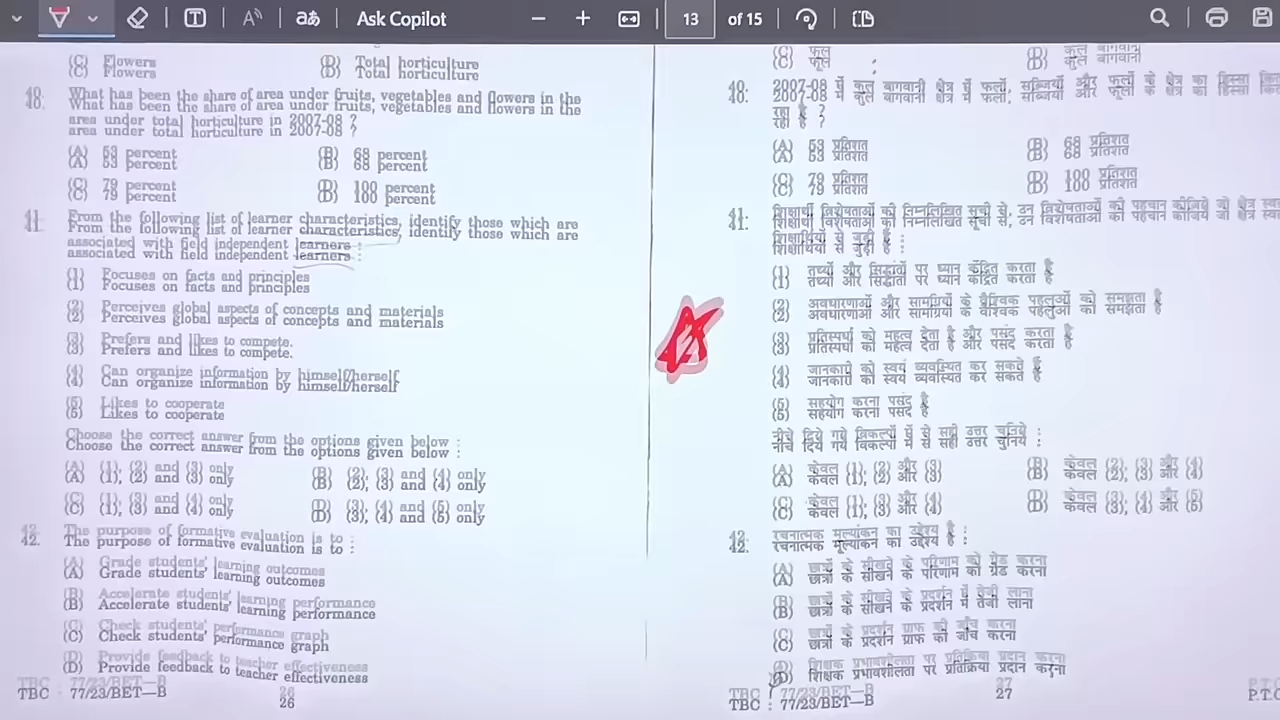 Ask Copilot
13 of 15
(C) Flowers
(D) Total horticulture
What has been the share of area under fruits, vegetables and flowers in the
area under total horticulture in 2007-08 ?
(A) 53 percent
(B) 68 percent
(C) 79 percent
(D) 100 percent
41. From the following list of learner characteristics, identify those which are
associated with field independent learners :
(1) Focuses on facts and principles
(2) Perceives global aspects of concepts and materials
(3) Prefers and likes to compete.
(4) Can organize information by himself/herself
(5) Likes to cooperate
Choose the correct answer from the options given below :
(A) (1), (2) and (3) only
(B) (2), (3) and (4) only
(C) (1), (3) and (4) only
(D) (3), (4) and (5) only
42. The purpose of formative evaluation is to :
(A) Grade students' learning outcomes
(B) Accelerate students' learning performance
(C) Check students' performance graph
(D) Provide feedback to teacher effectiveness
TBC : 77/23/BET—B
26
(C) फूल
(D) कुल बागवानी
2007-08 में कुल बागवानी क्षेत्र में फलों, सब्जियों और फूलों के क्षेत्र का हिस्सा
रहा है ?
(A) 53 प्रतिशत
(B) 68 प्रतिशत
(C) 79 प्रतिशत
(D) 100 प्रतिशत
41. शिक्षार्थी विशेषताओं की निम्नलिखित सूची से, उन विशेषताओं की पहचान कीजिये जो क्षेत्र
शिक्षार्थियों से जुड़ी है :
(1) तथ्यों और सिद्धांतों पर ध्यान केंद्रित करता है
(2) अवधारणाओं और सामग्रियों के वैश्विक पहलुओं को समझता है
(3) प्रतिस्पर्धा को महत्व देता है और पसंद करता है
(4) जानकारी को स्वयं व्यवस्थित कर सकते हैं
(5) सहयोग करना पसंद है
नीचे दिये गये विकल्पों में से सही उत्तर चुनिये :
(A) केवल (1), (2) और (3)
(B) केवल (2), (3) और (4)
(C) केवल (1), (3) और (4)
(D) केवल (3), (4) और (5)
42. रचनात्मक मूल्यांकन का उद्देश्य है :
(A) छात्रों के सीखने के परिणाम को ग्रेड करना
(B) छात्रों के सीखने के प्रदर्शन में तेजी लाना
(C) छात्रों के प्रदर्शन ग्राफ की जाँच करना
(D) शिक्षक प्रभावशीलता पर प्रतिक्रिया प्रदान करना
TBC : 77/23/BET—B
27